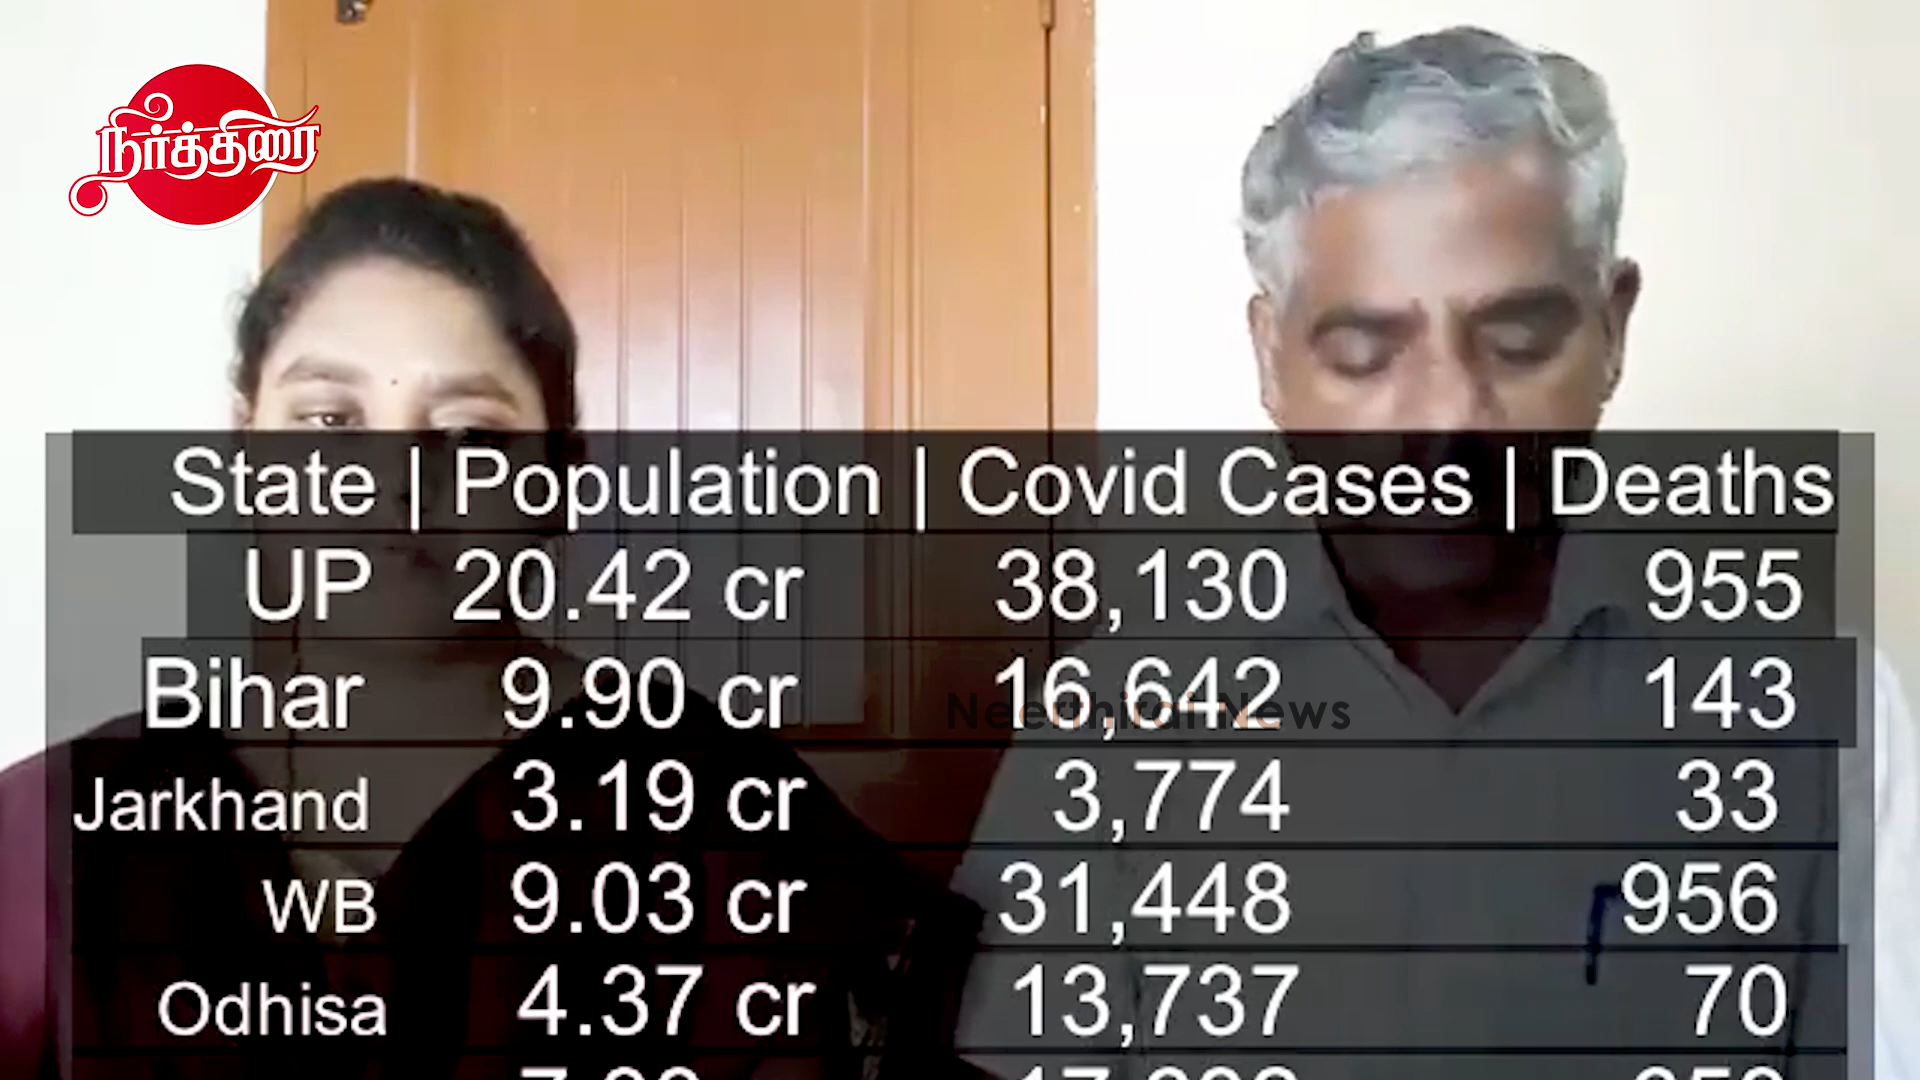 நிர்த்திரை
State | Population | Covid Cases | Deaths
UP 20.42 cr 38,130 955
Bihar 9.90 cr 16,642 143
Neerthirai News
Jarkhand 3.19 cr 3,774 33
WB 9.03 cr 31,448 956
Odhisa 4.37 cr 13,737 70